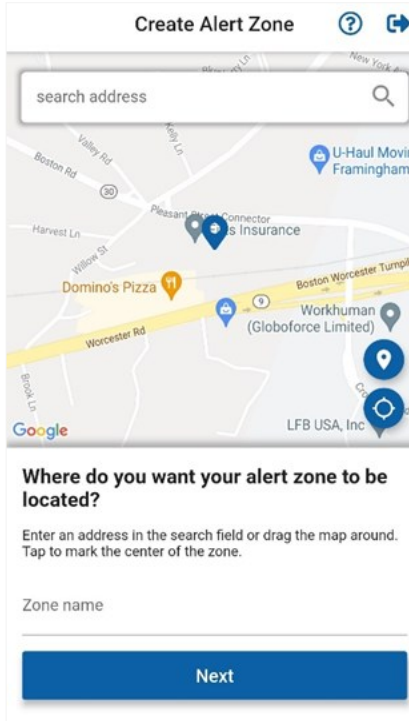 Create Alert Zone
New York A
search address
Kelly Ln
Valley Rd
Boston Rd
U-Haul Movin
Framingham
30
Pleasant Street Connector
Insurance
Harvest Ln
Willow St
Domino's Pizza
Boston Worcester Turnpi
9
Workhuman
(Globoforce Limited)
Worcester Rd
Brook Ln
Google
LFB USA, Inc
Where do you want your alert zone to be
located?
Enter an address in the search field or drag the map around.
Tap to mark the center of the zone.
Zone name
Next